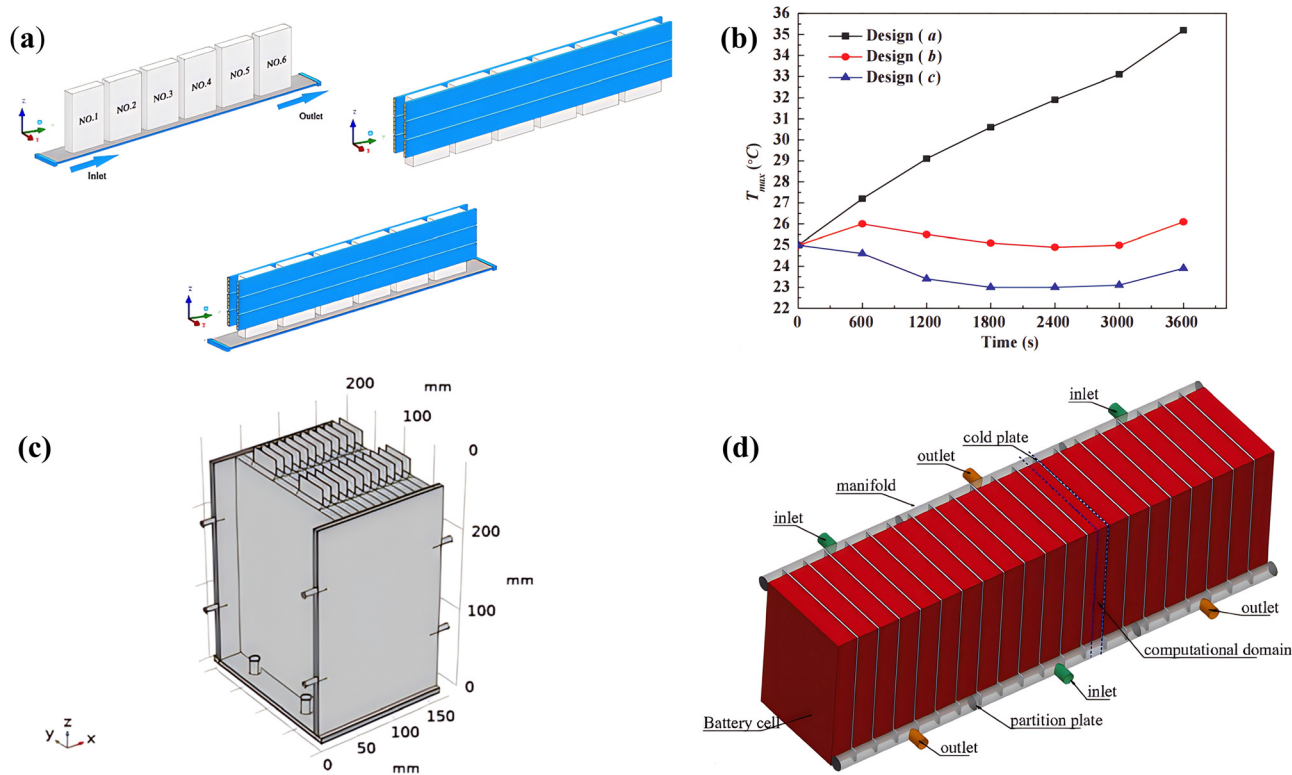 (a)
NO.1
NO.2
NO.3
NO.4
NO.5
NO.6
Inlet
Outlet
z
z
z
(b)
Design (a)
Design (b)
Design (c)
36
35
34
33
32
31
30
29
28
27
26
25
24
23
22
T_max (°C)
0
600
1200
1800
2400
3000
3600
Time (s)
(c)
200
mm
100
0
200
mm
100
0
150
100
50
0
mm
z
y
x
(d)
inlet
cold plate
outlet
manifold
inlet
outlet
computational domain
inlet
partition plate
Battery cell
outlet